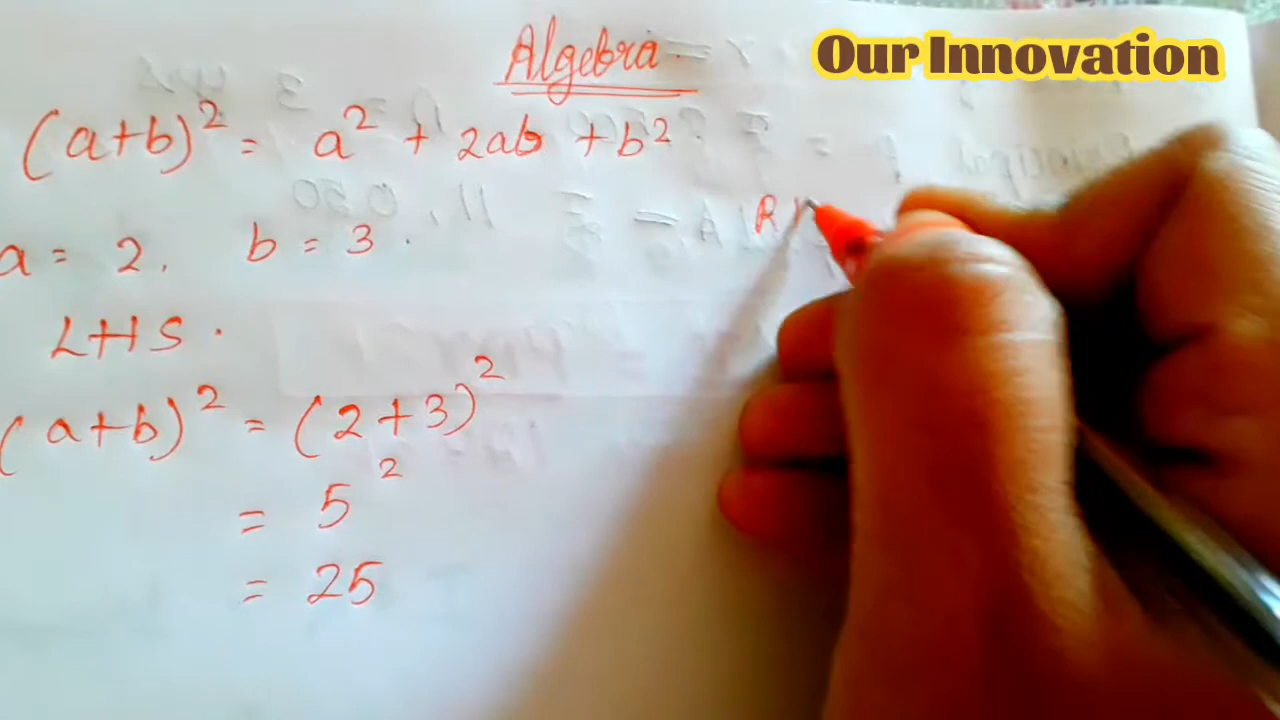 Our Innovation
Algebra
(a+b)² = a² + 2ab + b²
a = 2, b = 3.
R
LHS.
(a+b)² = (2+3)²
= 5²
= 25